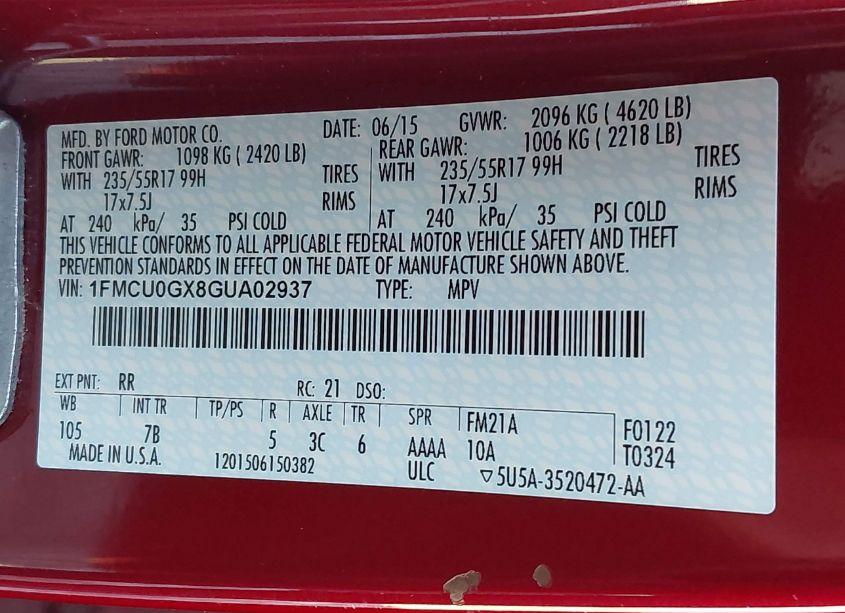 MFD. BY FORD MOTOR CO. DATE: 06/15 GVWR: 2096 KG ( 4620 LB)
FRONT GAWR: 1098 KG ( 2420 LB) REAR GAWR: 1006 KG ( 2218 LB)
WITH 235/55R17 99H TIRES WITH 235/55R17 99H TIRES
17x7.5J RIMS 17x7.5J RIMS
AT 240 kPa/ 35 PSI COLD AT 240 kPa/ 35 PSI COLD
THIS VEHICLE CONFORMS TO ALL APPLICABLE FEDERAL MOTOR VEHICLE SAFETY AND THEFT
PREVENTION STANDARDS IN EFFECT ON THE DATE OF MANUFACTURE SHOWN ABOVE.
VIN: 1FMCU0GX8GUA02937 TYPE: MPV
EXT PNT: RR RC: 21 DSO:
WB INT TR TP/PS R AXLE TR SPR FM21A F0122
105 7B 5 3C 6 AAAA 10A T0324
MADE IN U.S.A. 1201506150382 ULC ▽5U5A-3520472-AA